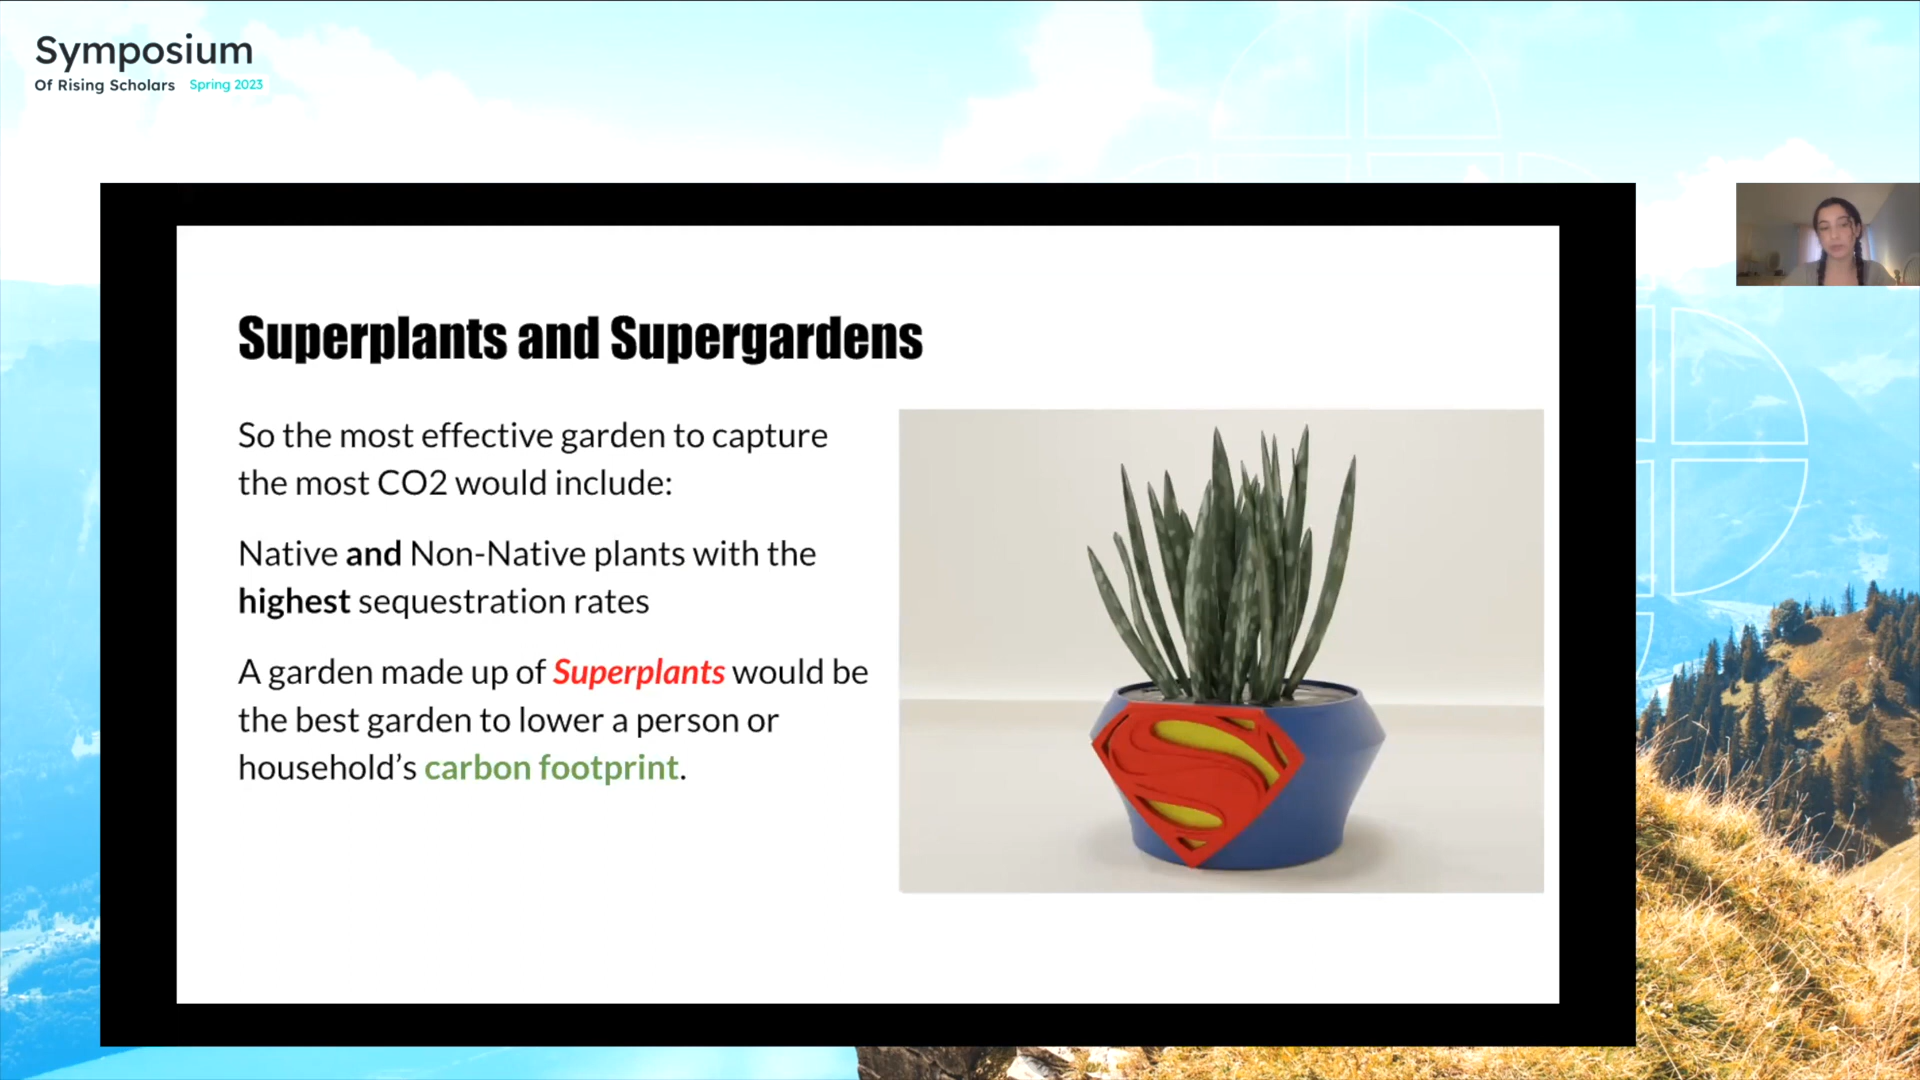 Symposium
Of Rising Scholars Spring 2023
Superplants and Supergardens
So the most effective garden to capture
the most CO2 would include:
Native and Non-Native plants with the
highest sequestration rates
A garden made up of Superplants would be
the best garden to lower a person or
household’s carbon footprint.